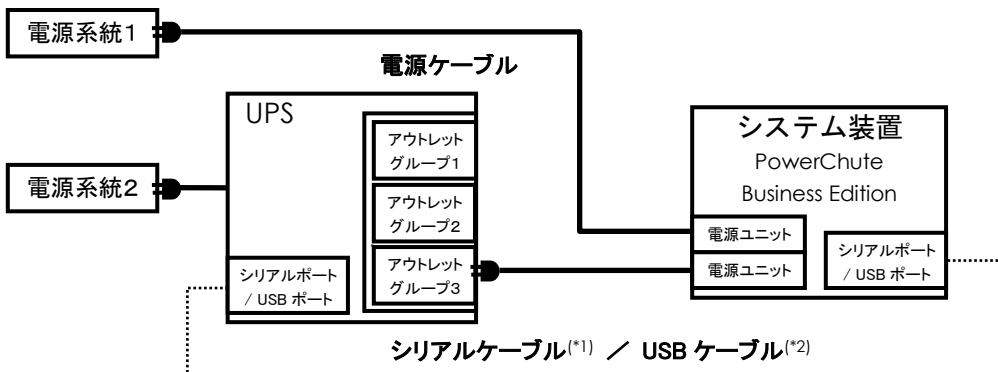 電源系統1
電源ケーブル
UPS
アウトレット
グループ1
アウトレット
グループ2
アウトレット
グループ3
シリアルポート
/ USB ポート
電源系統2
システム装置
PowerChute
Business Edition
電源ユニット
電源ユニット
シリアルポート
/ USB ポート
シリアルケーブル(*1) / USB ケーブル(*2)